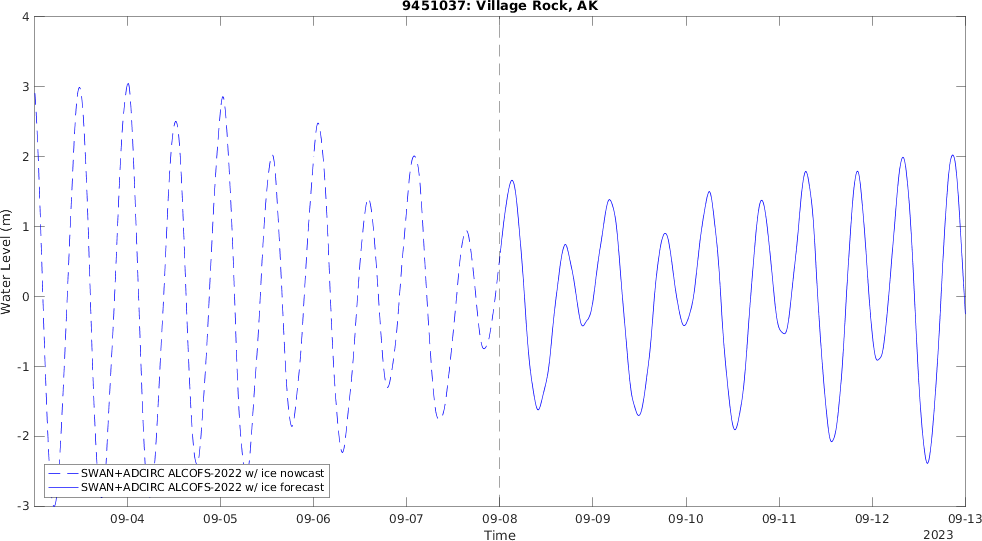 9451037: Village Rock, AK
4
3
2
1
0
-1
-2
-3
Water Level (m)
SWAN+ADCIRC ALCOFS-2022 w/ ice nowcast
SWAN+ADCIRC ALCOFS-2022 w/ ice forecast
09-04 09-05 09-06 09-07 09-08 09-09 09-10 09-11 09-12 09-13
Time
2023